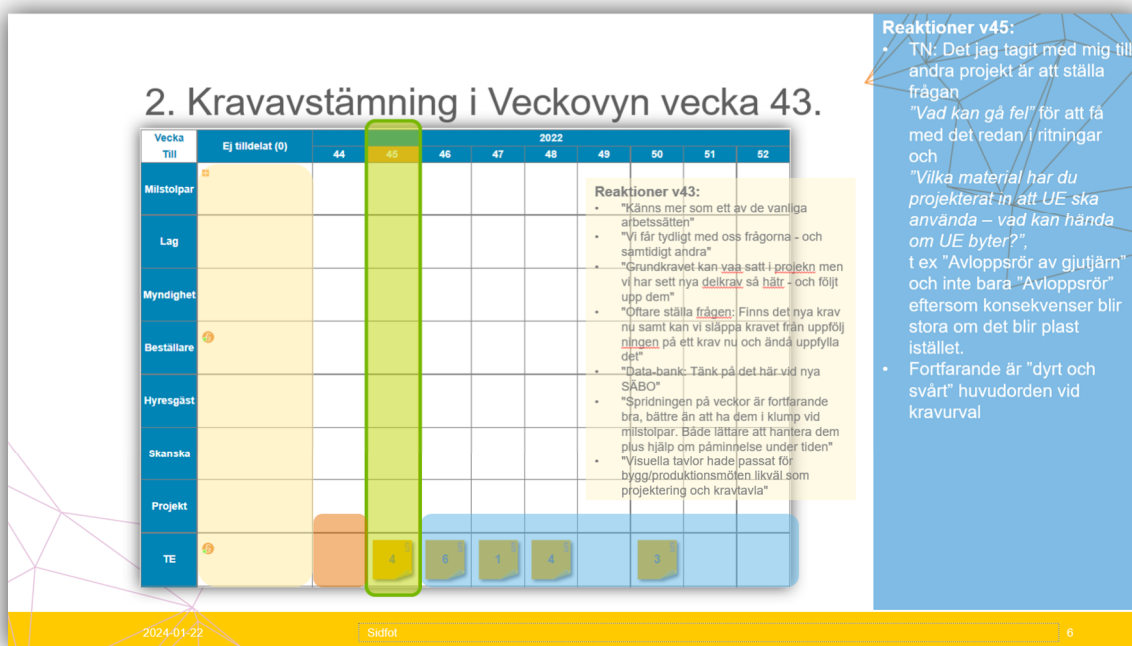 2. Kravavstämning i Veckovyn vecka 43.
Vecka
Till
Ej tilldelat (0)
2022
44 45 46 47 48 49 50 51 52
Milstolpar
Lag
Myndighet
Beställare
Hyresgäst
Skanska
Projekt
TE
4 6 1 4 3
Reaktioner v43:
• "Känns mer som ett av de vanliga
arbetssätten"
• "Vi får tydligt med oss frågorna - och
samtidigt andra"
• "Grundkravet kan vaa satt i projekn men
vi har sett nya delkrav så hätr - och följt
upp dem"
• "Oftare ställa frågen: Finns det nya krav
nu samt kan vi släppa kravet från uppfölj
ningen på ett krav nu och ändå uppfylla
det"
• "Data-bank: Tänk på det här vid nya
SÄBO"
• "Spridningen på veckor är fortfarande
bra, bättre än att ha dem i klump vid
milstolpar. Både lättare att hantera dem
plus hjälp om påminnelse under tiden"
• "Visuella tavlor hade passat för
bygg/produktionsmöten likväl som
projektering och kravtavla"
Reaktioner v45:
• TN: Det jag tagit med mig till
andra projekt är att ställa
frågan
"Vad kan gå fel" för att få
med det redan i ritningar
och
"Vilka material har du
projekterat in att UE ska
använda – vad kan hända
om UE byter?",
t ex "Avloppsrör av gjutjärn"
och inte bara "Avloppsrör"
eftersom konsekvenser blir
stora om det blir plast
istället.
• Fortfarande är "dyrt och
svårt" huvudorden vid
kravurval
2024-01-22
Sidfot
6